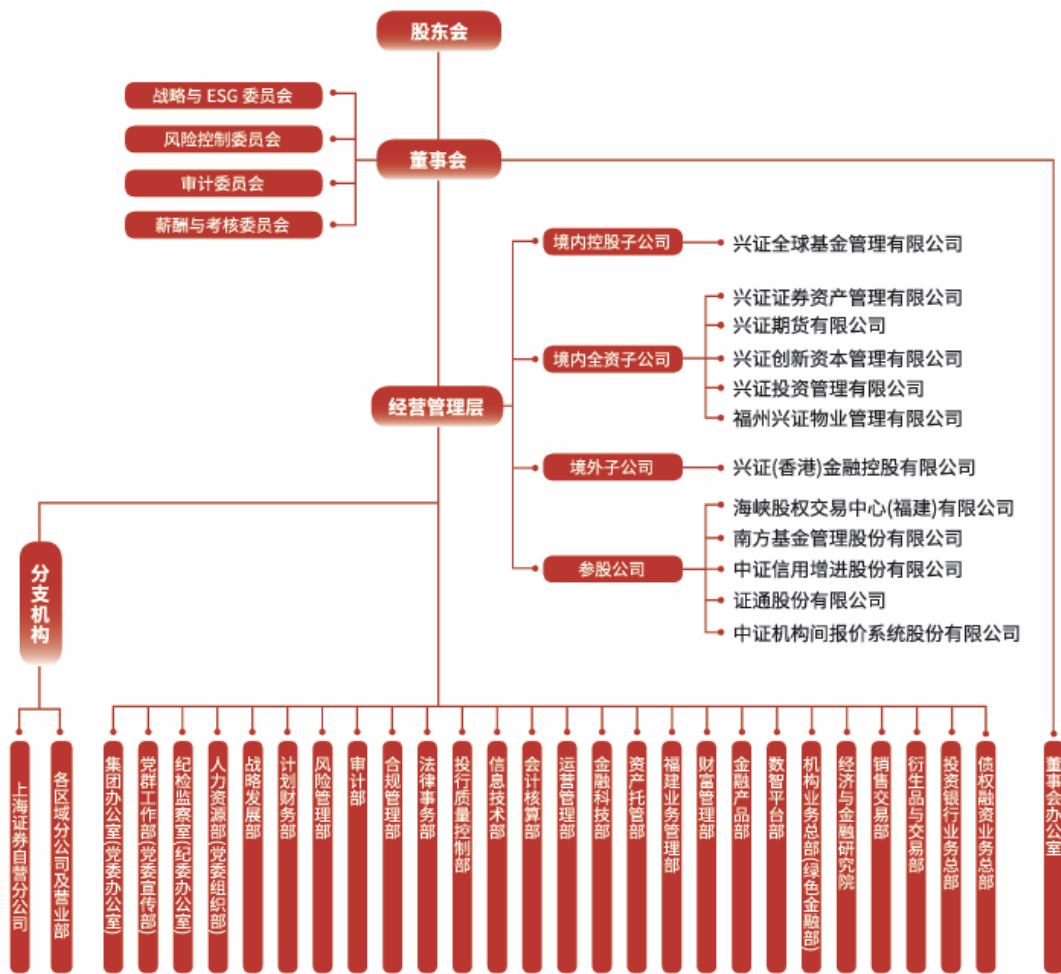 股东会
战略与 ESG 委员会
风险控制委员会
董事会
审计委员会
薪酬与考核委员会
境内控股子公司
兴证全球基金管理有限公司
兴证证券资产管理有限公司
兴证期货有限公司
境内全资子公司
兴证创新资本管理有限公司
兴证投资管理有限公司
福州兴证物业管理有限公司
经营管理层
境外子公司
兴证(香港)金融控股有限公司
海峡股权交易中心(福建)有限公司
南方基金管理股份有限公司
参股公司
中证信用增进股份有限公司
证通股份有限公司
中证机构间报价系统股份有限公司
分支机构
上海证券自营分公司
各区域分公司及营业部
集团办公室(党委办公室)
党群工作部(党委宣传部)
纪检监察室(纪委办公室)
人力资源部(党委组织部)
战略发展部
计划财务部
风险管理部
审计部
合规管理部
法律事务部
投行质量控制部
信息技术部
会计核算部
运营管理部
金融科技部
资产托管部
福建业务管理部
财富管理部
金融产品部
数智平台部
机构业务总部(绿色金融部)
经济与金融研究院
销售交易部
衍生品与交易部
投资银行业务总部
债权融资业务总部
董事会办公室